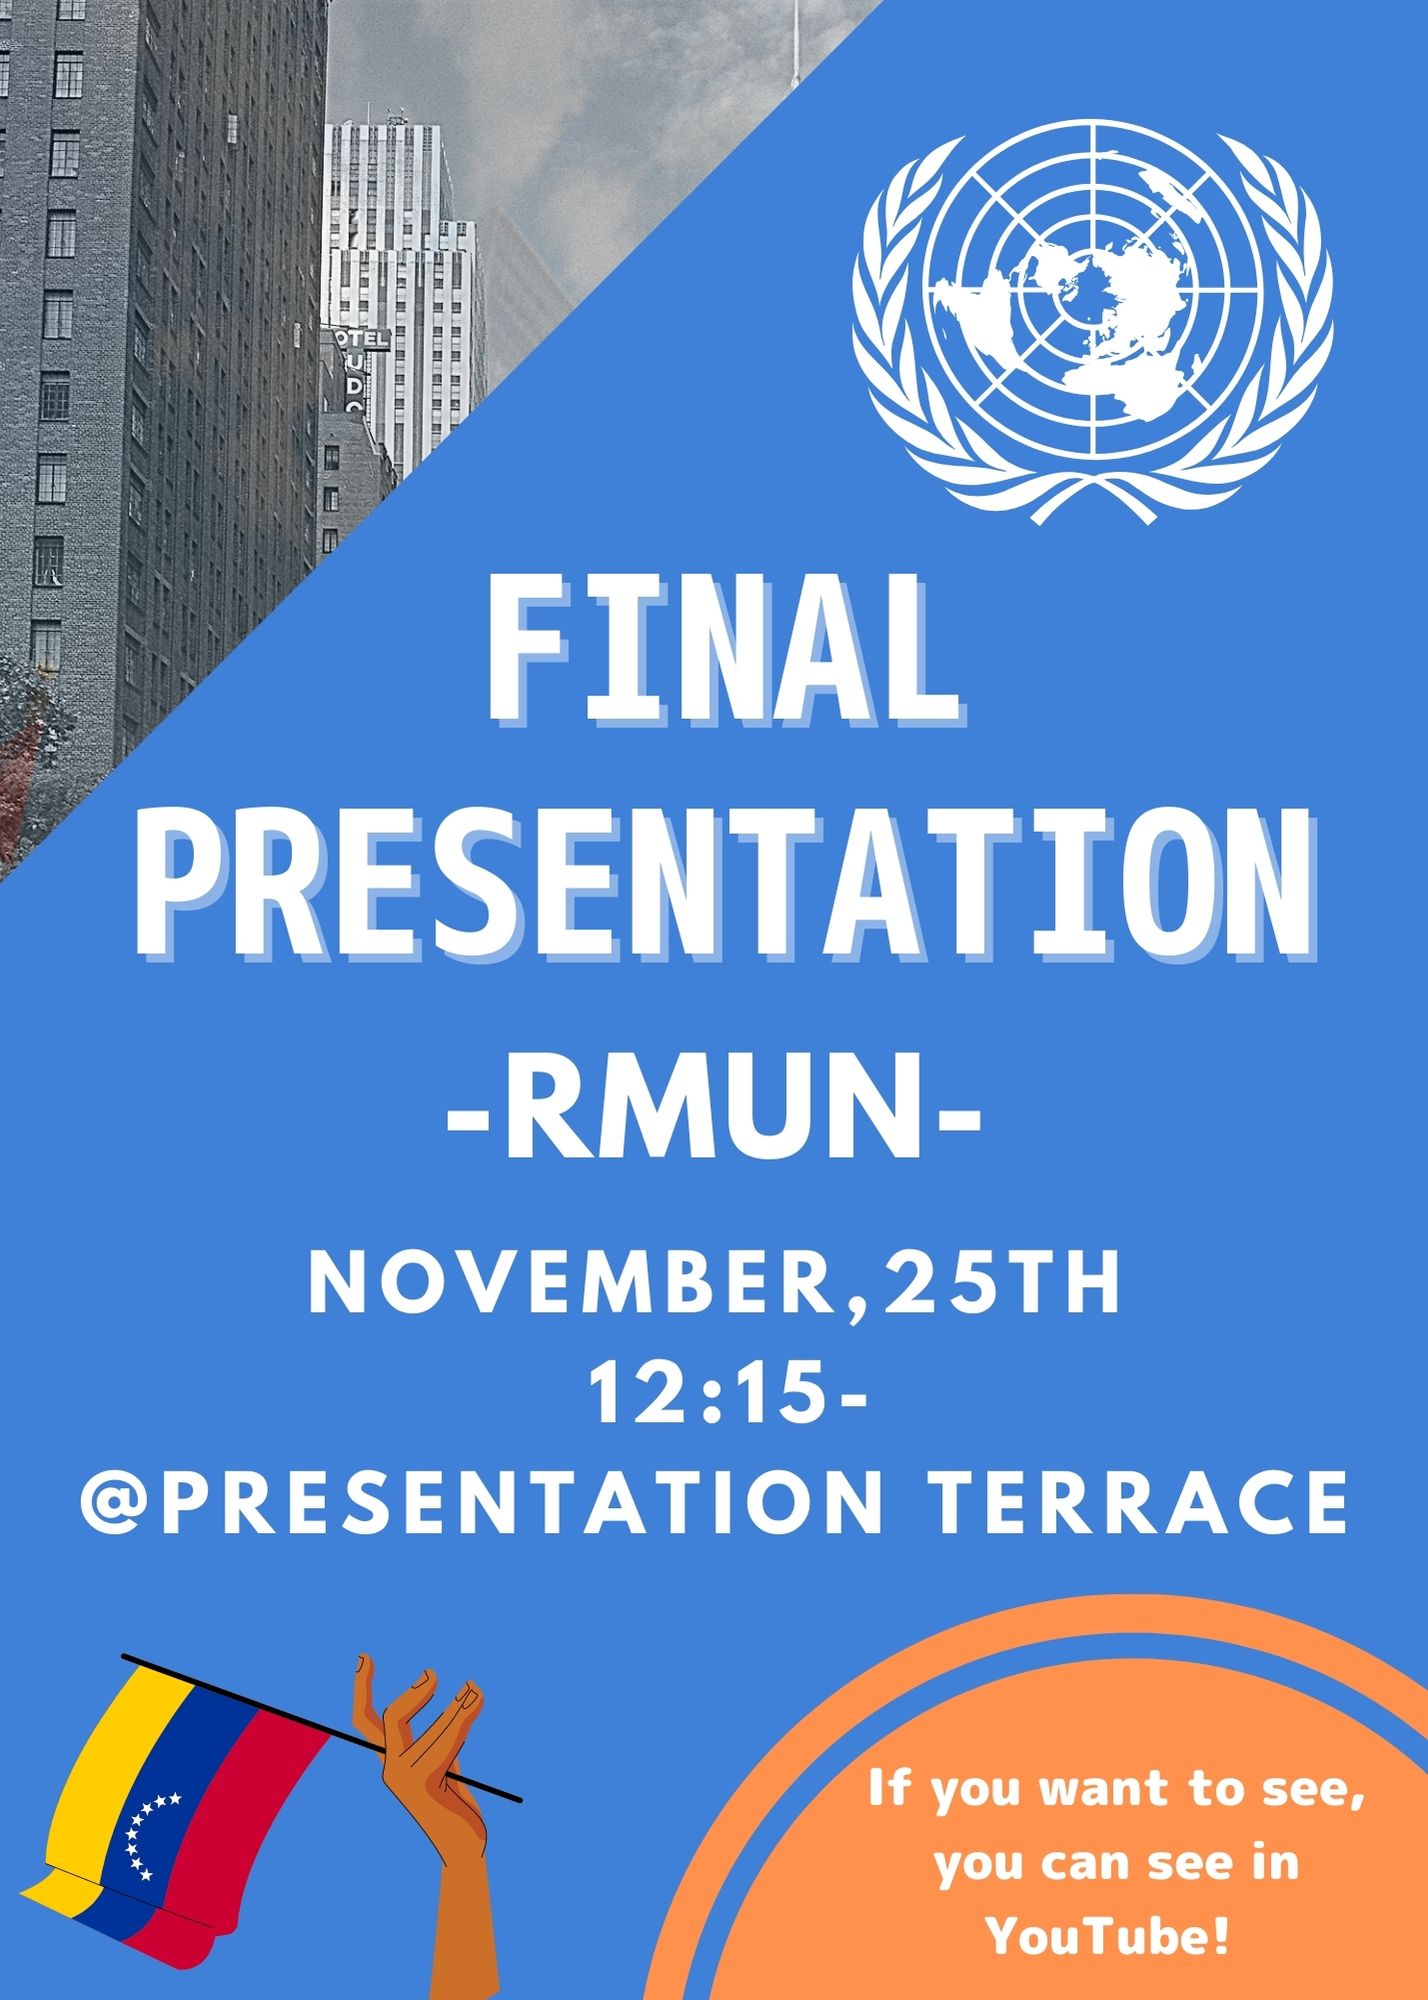 OTEL
U
D
FINAL
PRESENTATION
-RMUN-
NOVEMBER,25TH
12:15-
@PRESENTATION TERRACE
If you want to see,
you can see in
YouTube!